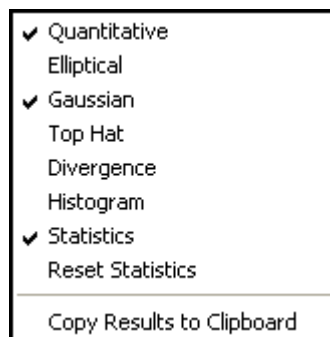 Quantitative
Elliptical
Gaussian
Top Hat
Divergence
Histogram
Statistics
Reset Statistics
Copy Results to Clipboard